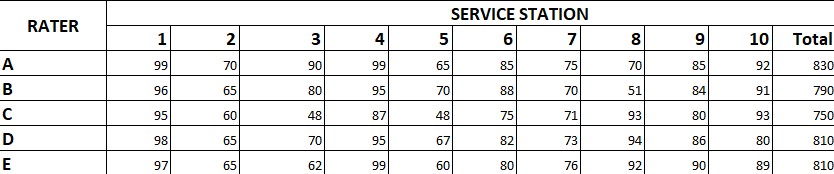 RATER SERVICE STATION
1 2 3 4 5 6 7 8 9 10 Total
A 99 70 90 99 65 85 75 70 85 92 830
B 96 65 80 95 70 88 70 51 84 91 790
C 95 60 48 87 48 75 71 93 80 93 750
D 98 65 70 95 67 82 73 94 86 80 810
E 97 65 62 99 60 80 76 92 90 89 810